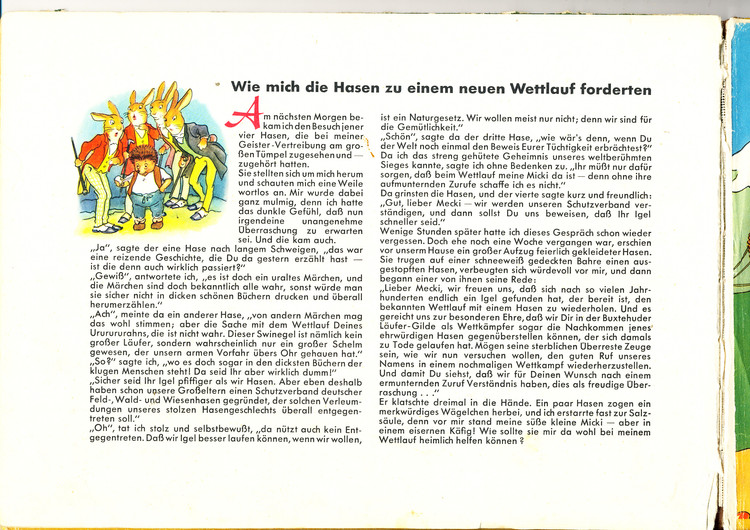 Wie mich die Hasen zu einem neuen Wettlauf forderten
Am nächsten Morgen be-
kam ich den Besuch jener
vier Hasen, die bei meiner
Geister-Vertreibung am gro-
ßen Tümpel zugesehen und —
zugehört hatten.
Sie stellten sich um mich herum
und schauten mich eine Weile
wortlos an. Mir wurde dabei
ganz mulmig, denn ich hatte
das dunkle Gefühl, daß nun
irgendeine unangenehme
Überraschung zu erwarten
sei. Und die kam auch.
„Ja“, sagte der eine Hase nach langem Schweigen, „das war
eine reizende Geschichte, die Du da gestern erzählt hast —
ist die denn auch wirklich passiert?“
„Gewiß“, antwortete ich, „es ist doch ein uraltes Märchen, und
die Märchen sind doch bekanntlich alle wahr, sonst würde man
sie sicher nicht in dicken schönen Büchern drucken und überall
herumerzählen.“
„Ach“, meinte da ein anderer Hase, „von andern Märchen mag
das wohl stimmen; aber die Sache mit dem Wettlauf Deines
Urururu­rahns, die ist nicht wahr. Dieser Swinegel ist nämlich kein
großer Läufer, sondern wahrscheinlich nur ein großer Schelm
gewesen, der unsern armen Vorfahr übers Ohr gehauen hat.“
„So?“ sagte ich, „wo es doch sogar in den dicksten Büchern der
klugen Menschen steht! Da seid Ihr aber wirklich dumm!“
„Sicher seid Ihr Igel pfiffiger als wir Hasen. Aber eben deshalb
haben schon unsere Großeltern einen Schutzverband deutscher
Feld-, Wald- und Wiesenhasen gegründet, der solchen Verleum-
dungen unseres stolzen Hasengeschlechts überall entgegen-
treten soll.“
„Oh“, tat ich stolz und selbstbewußt, „da nützt auch kein Ent-
gegentreten. Daß wir Igel besser laufen können, wenn wir wollen,
ist ein Naturgesetz. Wir wollen meist nur nicht; denn wir sind für
die Gemütlichkeit.“
„Schön“, sagte da der dritte Hase, „wie wär's denn, wenn Du
der Welt noch einmal den Beweis Eurer Tüchtigkeit erbrächtest?“
Da ich das streng gehütete Geheimnis unseres weltberühmten
Sieges kannte, sagte ich ohne Bedenken zu. „Ihr müßt nur dafür
sorgen, daß beim Wettlauf meine Micki da ist — denn ohne ihre
aufmunternden Zurufe schaffe ich es nicht.“
Da grinsten die Hasen, und der vierte sagte kurz und freundlich:
„Gut, lieber Mecki — wir werden unseren Schutzverband ver-
ständigen, und dann sollst Du uns beweisen, daß Ihr Igel
schneller seid.“
Wenige Stunden später hatte ich dieses Gespräch schon wieder
vergessen. Doch ehe noch eine Woche vergangen war, erschien
vor unserm Hause ein großer Aufzug feierlich gekleideter Hasen.
Sie trugen auf einer schneeweiß gedeckten Bahre einen aus-
gestopften Hasen, verbeugten sich würdevoll vor mir, und dann
begann einer von ihnen seine Rede:
„Lieber Mecki, wir freuen uns, daß sich nach so vielen Jahr-
hunderten endlich ein Igel gefunden hat, der bereit ist, den
bekannten Wettlauf mit einem Hasen zu wiederholen. Und es
gereicht uns zur besonderen Ehre, daß wir Dir in der Buxtehuder
Läufer-Gilde als Wettkämpfer sogar die Nachkommen jenes
ehrwürdigen Hasen gegenüberstellen können, der sich damals
zu Tode gelaufen hat. Mögen seine sterblichen Überreste Zeuge
sein, wie wir nun versuchen wollen, den guten Ruf unseres
Namens in einem nochmaligen Wettkampf wiederherzustellen.
Und damit Du siehst, daß wir für Deinen Wunsch nach einem
ermunternden Zuruf Verständnis haben, dies als freudige Über-
raschung . . .“
Er klatschte dreimal in die Hände. Ein paar Hasen zogen ein
merkwürdiges Wägelchen herbei, und ich erstarrte fast zur Salz-
säule, denn vor mir stand meine süße kleine Micki — aber in
einem eisernen Käfig! Wie sollte sie mir da wohl bei meinem
Wettlauf heimlich helfen können?